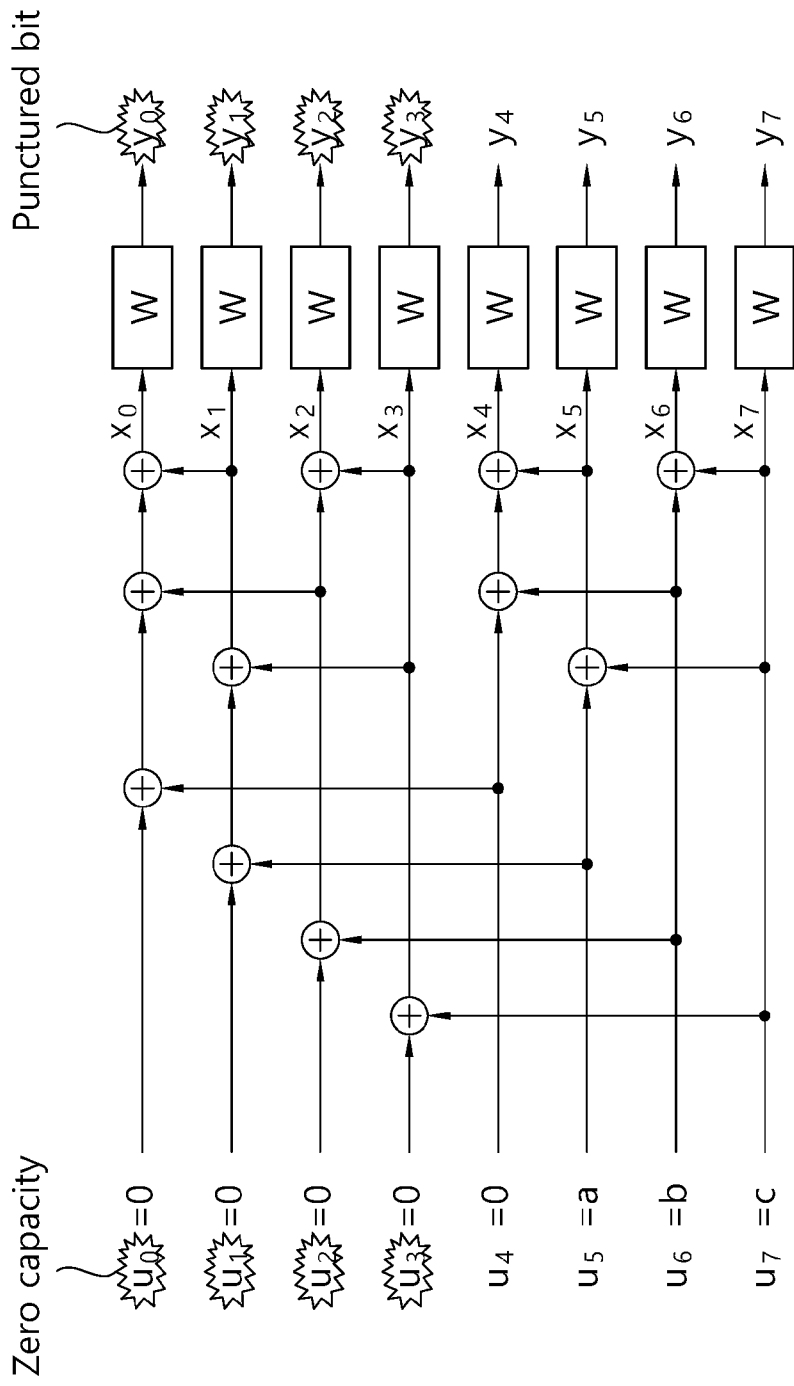 Zero capacity Punctured bit
u₀ =0 x₀ W y₀
u₁ =0 x₁ W y₁
u₂ =0 x₂ W y₂
u₃ =0 x₃ W y₃
u₄ =0 x₄ W y₄
u₅ =a x₅ W y₅
u₆ =b x₆ W y₆
u₇ =c x₇ W y₇